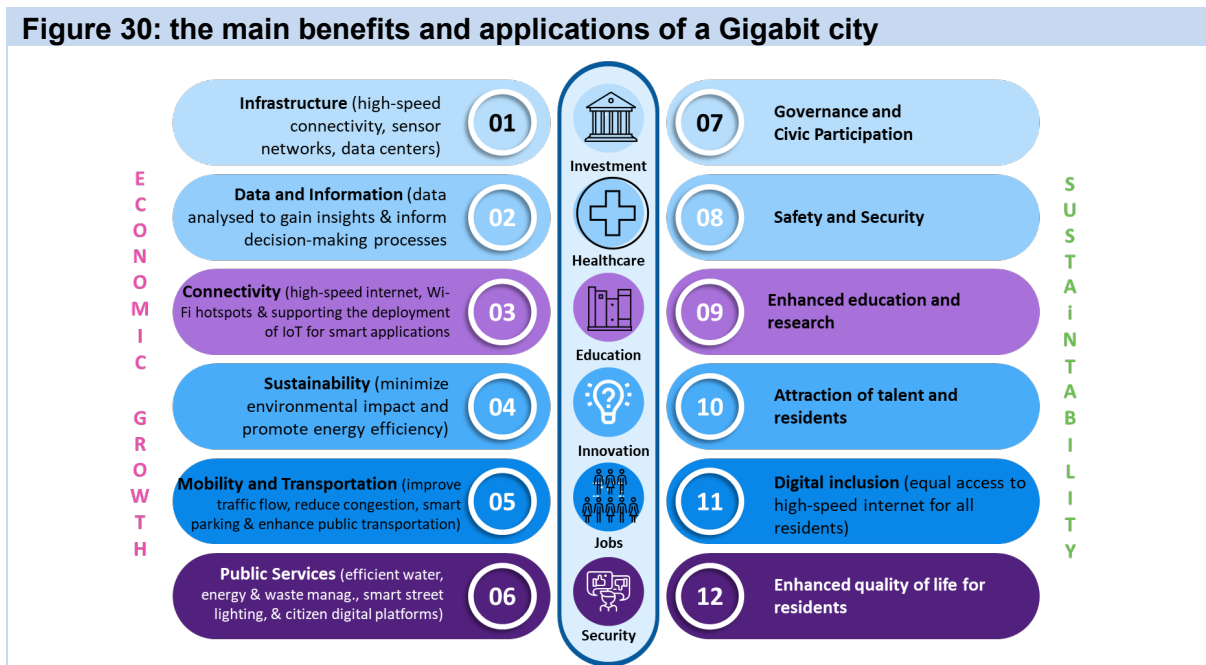 Figure 30: the main benefits and applications of a Gigabit city
ECONOMIC GROWTH
Infrastructure (high-speed
connectivity, sensor
networks, data centers)
01
Data and Information (data
analysed to gain insights & inform
decision-making processes
02
Connectivity (high-speed internet, Wi-
Fi hotspots & supporting the deployment
of IoT for smart applications
03
Sustainability (minimize
environmental impact and
promote energy efficiency)
04
Mobility and Transportation (improve
traffic flow, reduce congestion, smart
parking & enhance public transportation)
05
Public Services (efficient water,
energy & waste manag., smart street
lighting, & citizen digital platforms)
06
Investment
Healthcare
Education
Innovation
Jobs
Security
07
Governance and
Civic Participation
08
Safety and Security
09
Enhanced education and
research
10
Attraction of talent and
residents
11
Digital inclusion (equal access to
high-speed internet for all
residents)
12
Enhanced quality of life for
residents
SUSTAiNTABILITY